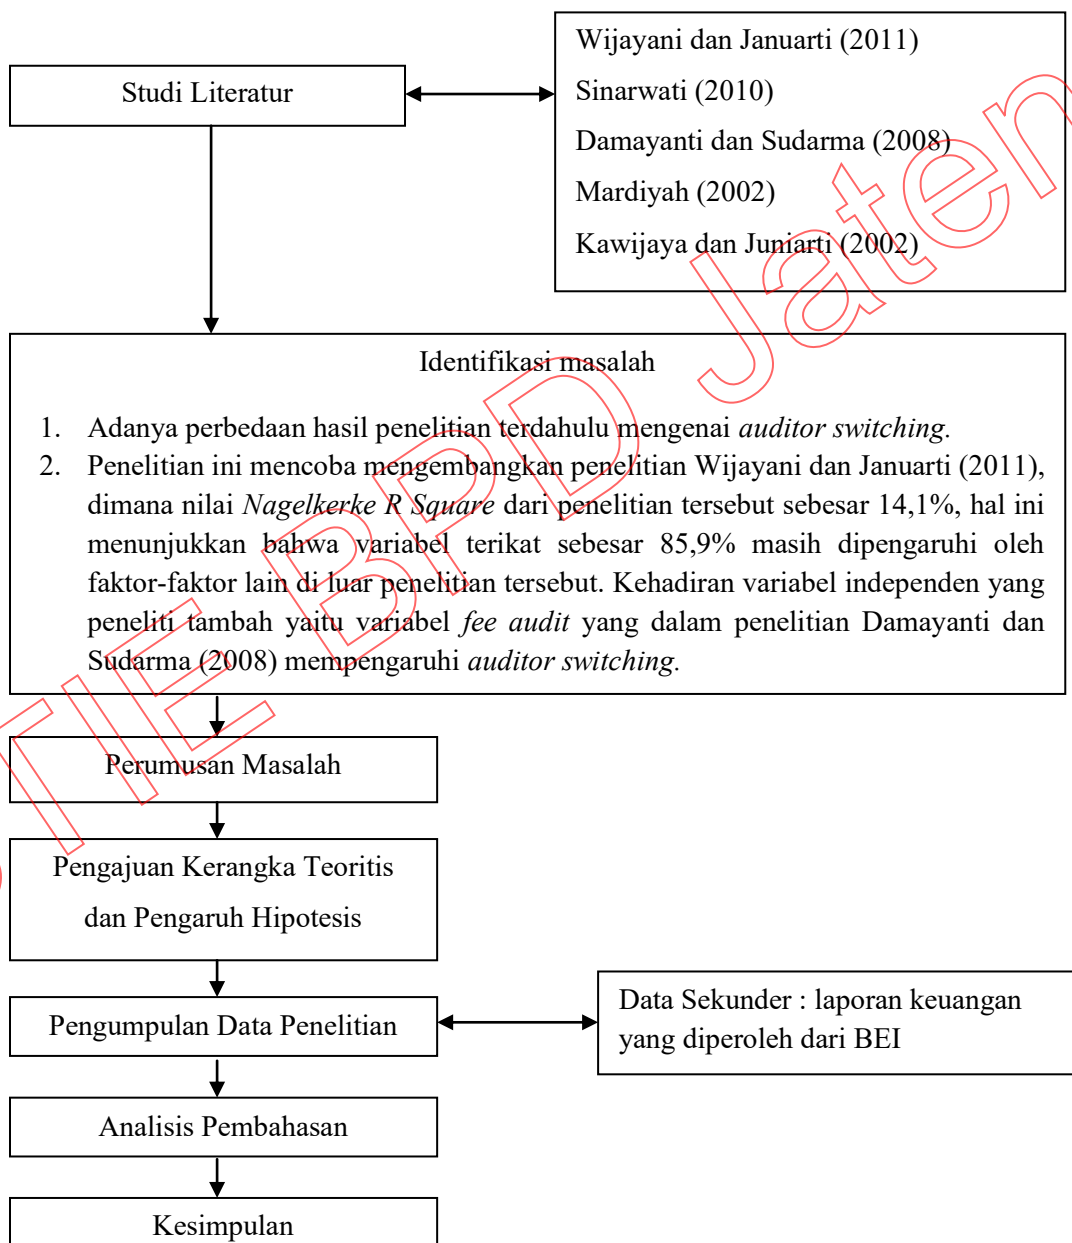 Studi Literatur
Wijayani dan Januarti (2011)
Sinarwati (2010)
Damayanti dan Sudarma (2008)
Mardiyah (2002)
Kawijaya dan Juniarti (2002)
Identifikasi masalah
1. Adanya perbedaan hasil penelitian terdahulu mengenai auditor switching.
2. Penelitian ini mencoba mengembangkan penelitian Wijayani dan Januarti (2011),
dimana nilai Nagelkerke R Square dari penelitian tersebut sebesar 14,1%, hal ini
menunjukkan bahwa variabel terikat sebesar 85,9% masih dipengaruhi oleh
faktor-faktor lain di luar penelitian tersebut. Kehadiran variabel independen yang
peneliti tambah yaitu variabel fee audit yang dalam penelitian Damayanti dan
Sudarma (2008) mempengaruhi auditor switching.
Perumusan Masalah
Pengajuan Kerangka Teoritis
dan Pengaruh Hipotesis
Pengumpulan Data Penelitian
Data Sekunder : laporan keuangan
yang diperoleh dari BEI
Analisis Pembahasan
Kesimpulan
TIE BPD Jaten